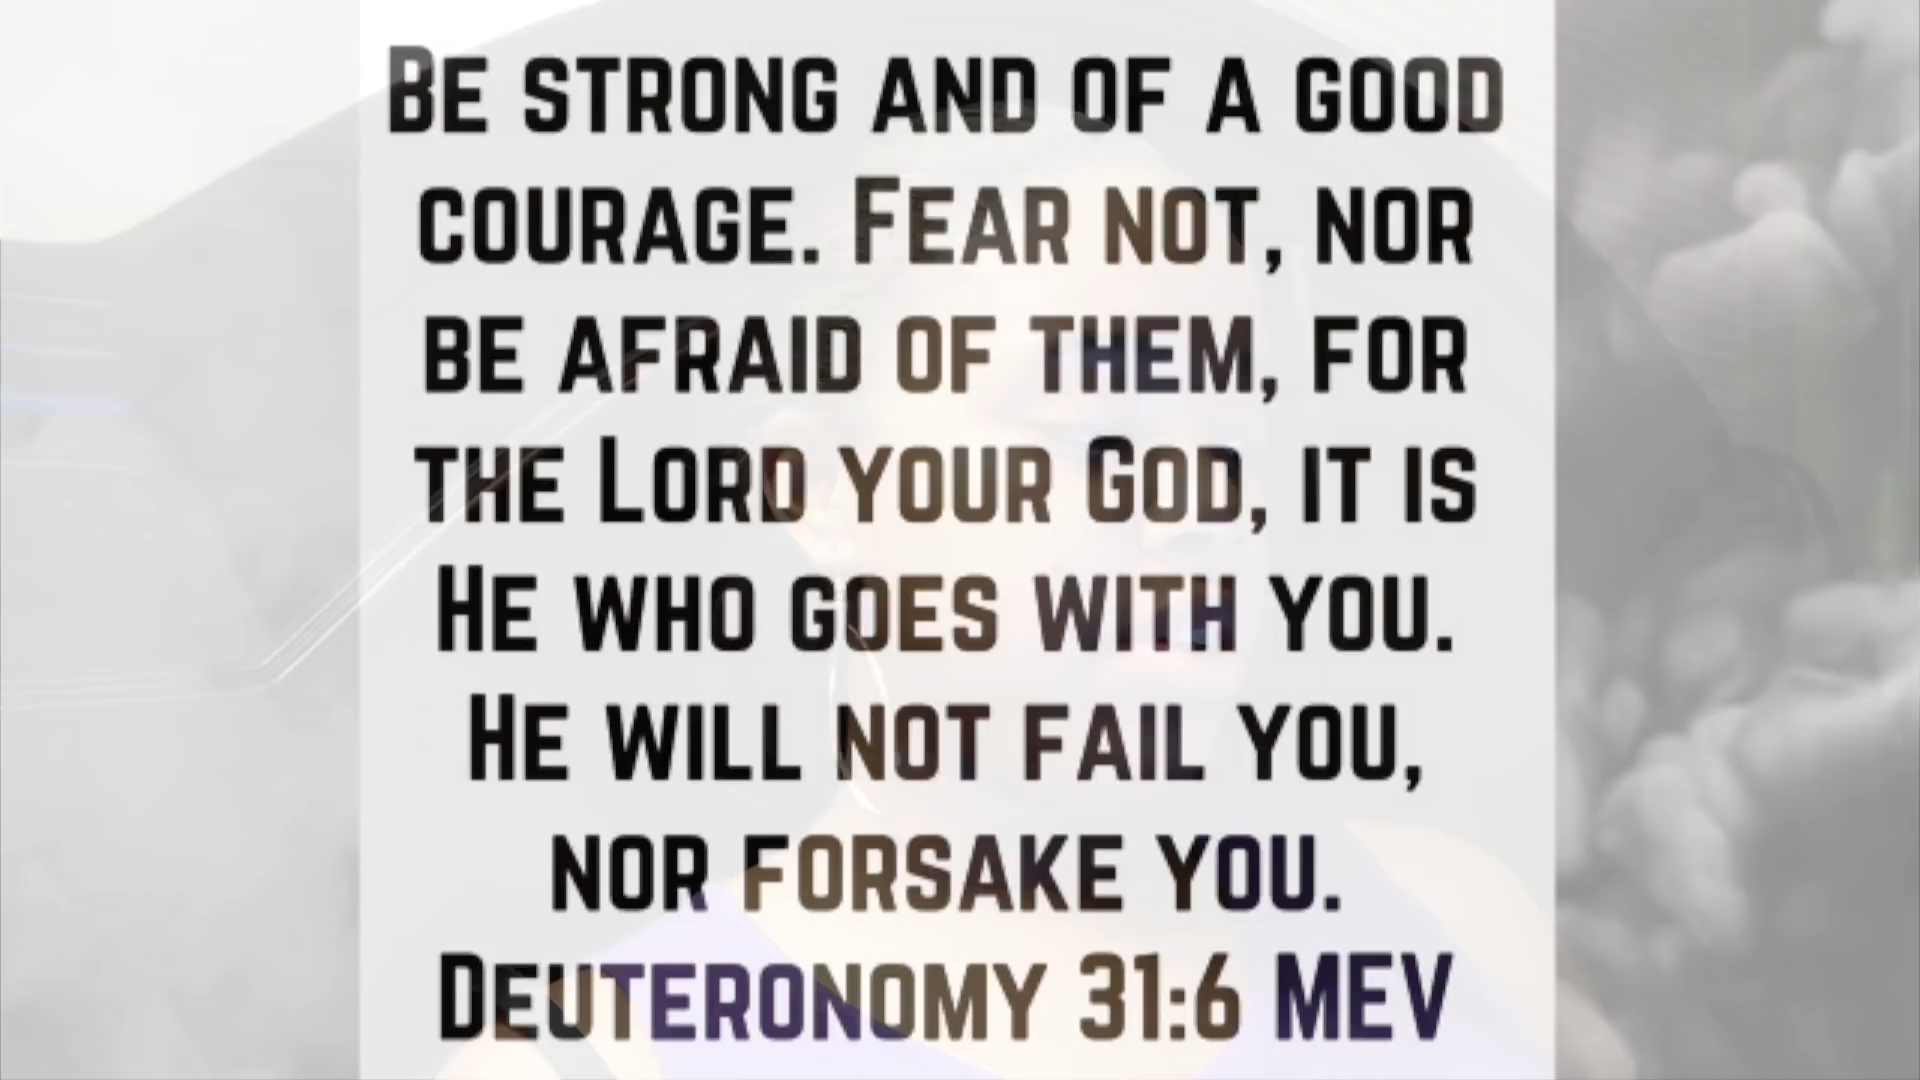 Be strong and of a good
courage. Fear not, nor
be afraid of them, for
the Lord your God, it is
He who goes with you.
He will not fail you,
nor forsake you.
Deuteronomy 31:6 MEV